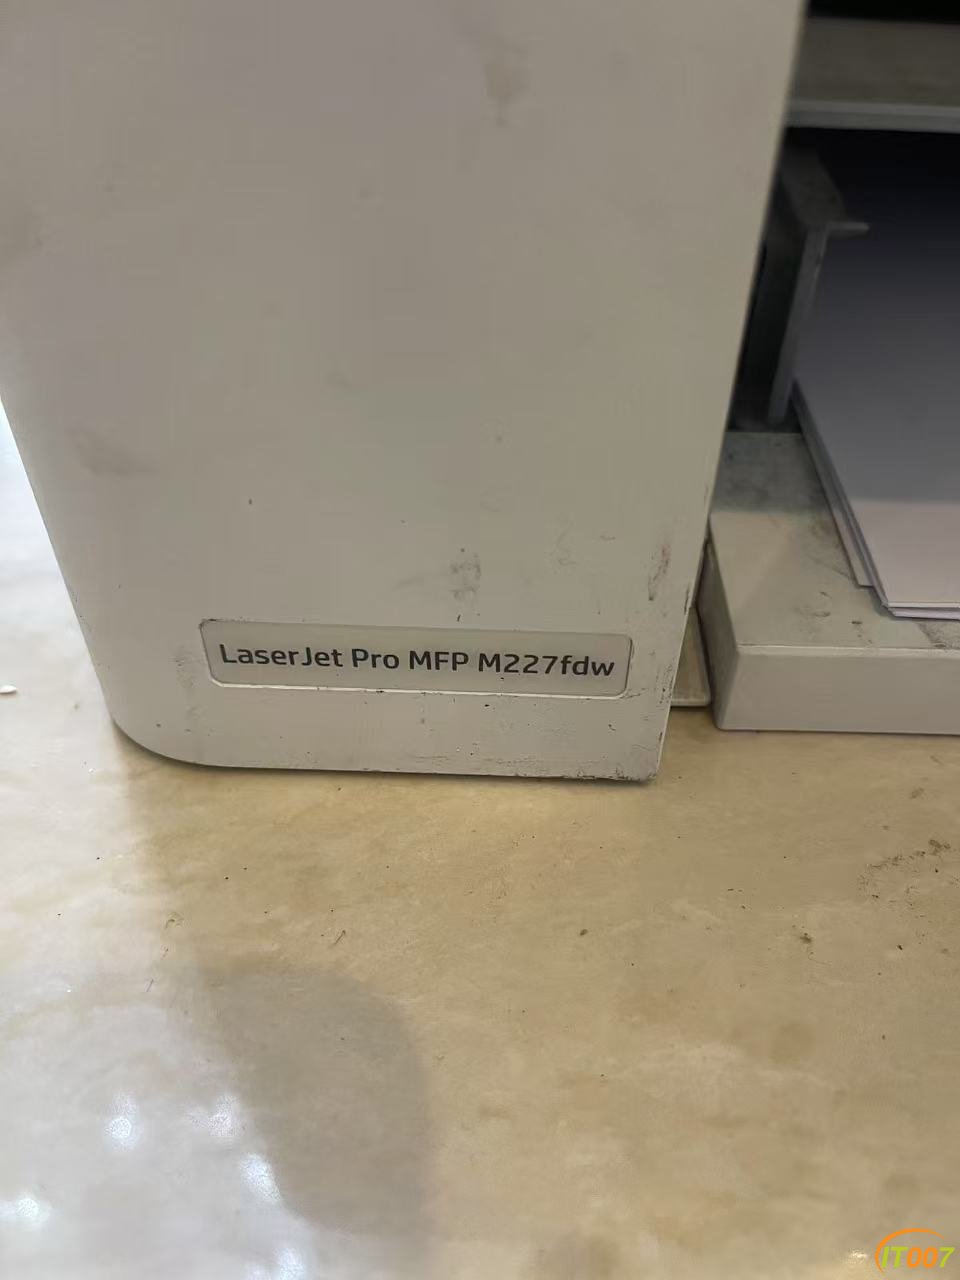 LaserJet Pro MFP M227fdw
IT007